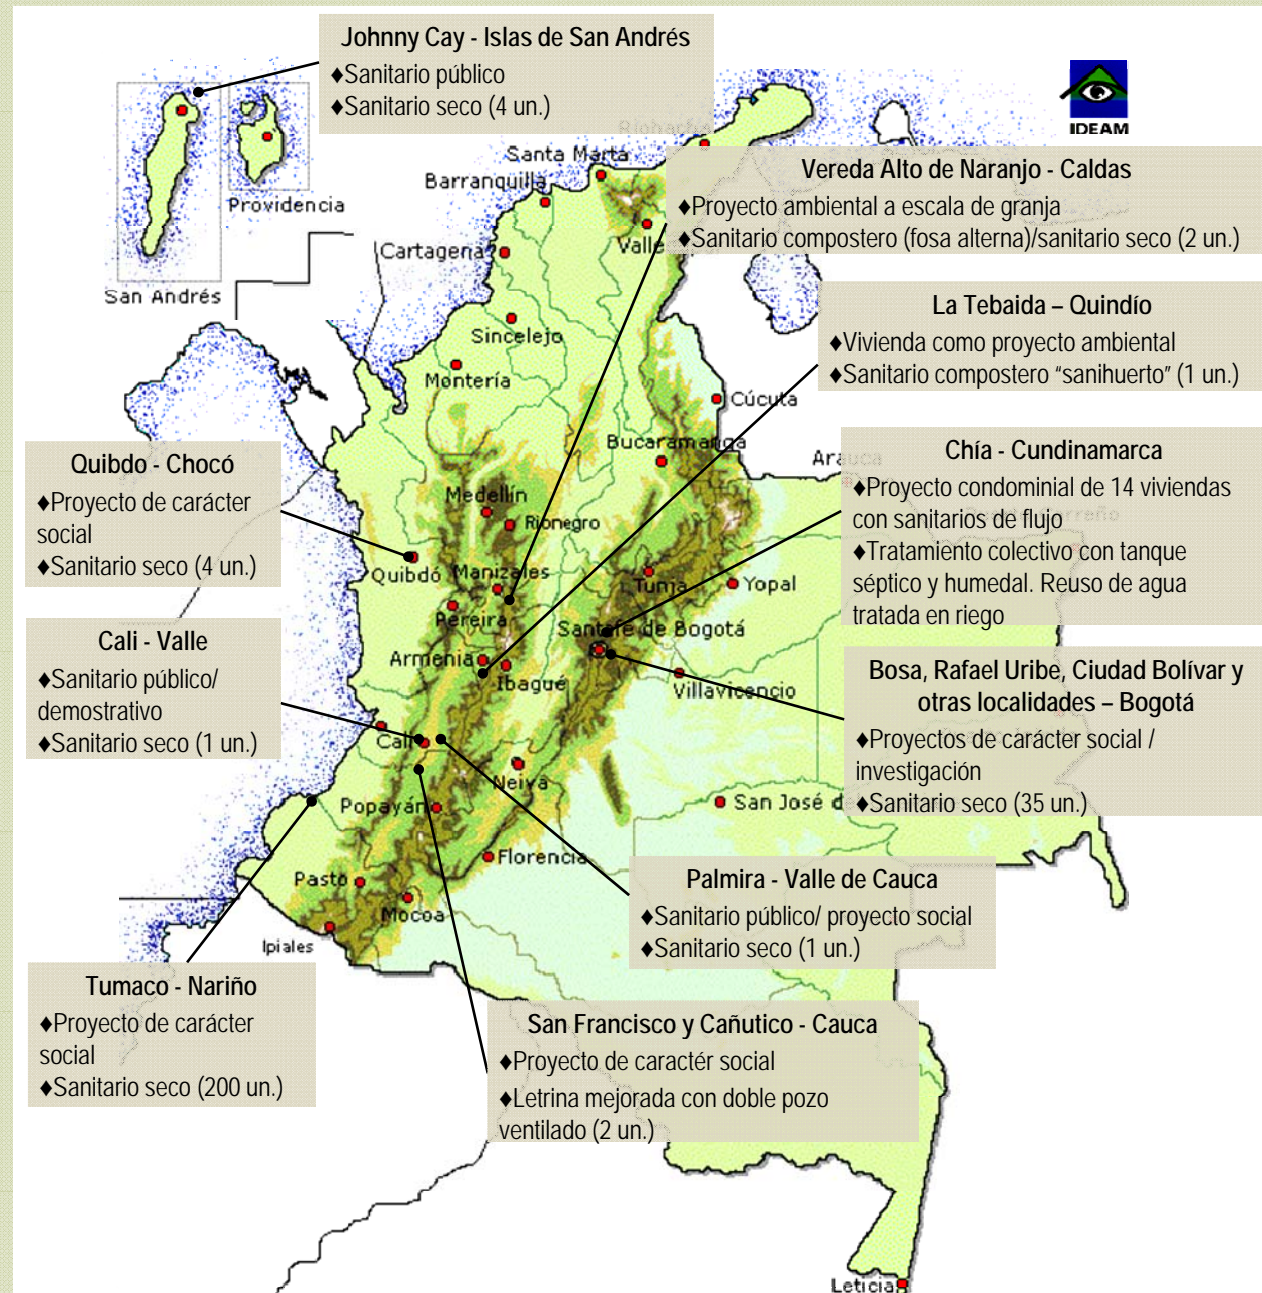 Johnny Cay - Islas de San Andrés
♦Sanitario público
♦Sanitario seco (4 un.)
IDEAM
Riohacha
Santa Marta
Barranquilla
Vereda Alto de Naranjo - Caldas
♦Proyecto ambiental a escala de granja
♦Sanitario compostero (fosa alterna)/sanitario seco (2 un.)
Providencia
Cartagena
Valle
San Andrés
La Tebaida – Quindío
♦Vivienda como proyecto ambiental
♦Sanitario compostero “sanihuerto” (1 un.)
Sincelejo
Montería
Cúcuta
Bucaramanga
Arauca
Quibdo - Chocó
♦Proyecto de carácter
social
♦Sanitario seco (4 un.)
Chía - Cundinamarca
♦Proyecto condominial de 14 viviendas
con sanitarios de flujo
♦Tratamiento colectivo con tanque
séptico y humedal. Reuso de agua
tratada en riego
Medellín
Rionegro
Quibdó
Manizales
Tunja
Yopal
Pereira
Santafe de Bogotá
Cali - Valle
♦Sanitario público/
demostrativo
♦Sanitario seco (1 un.)
Armenia
Ibagué
Villavicencio
Bosa, Rafael Uribe, Ciudad Bolívar y
otras localidades – Bogotá
♦Proyectos de carácter social /
investigación
♦Sanitario seco (35 un.)
Cali
Neiva
Popayán
San José de
Florencia
Pasto
Mocoa
Ipiales
Palmira - Valle de Cauca
♦Sanitario público/ proyecto social
♦Sanitario seco (1 un.)
Tumaco - Nariño
♦Proyecto de carácter
social
♦Sanitario seco (200 un.)
San Francisco y Cañutico - Cauca
♦Proyecto de caractér social
♦Letrina mejorada con doble pozo
ventilado (2 un.)
Leticia